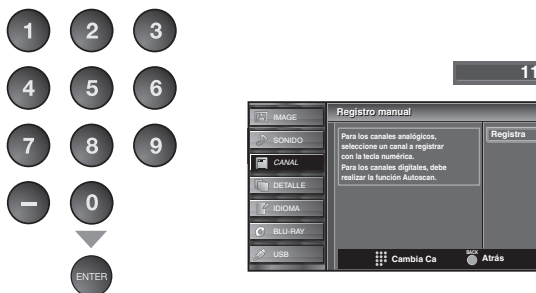 1 2 3
4 5 6
7 8 9
– 0
ENTER
11
Registro manual
IMAGE
SONIDO
CANAL
DETALLE
IDIOMA
BLU-RAY
USB
Para los canales analógicos,
seleccione un canal a registrar
con la tecla numérica.
Para los canales digitales, debe
realizar la función Autoscan.
Registra
Cambia Ca
BACK
Atrás